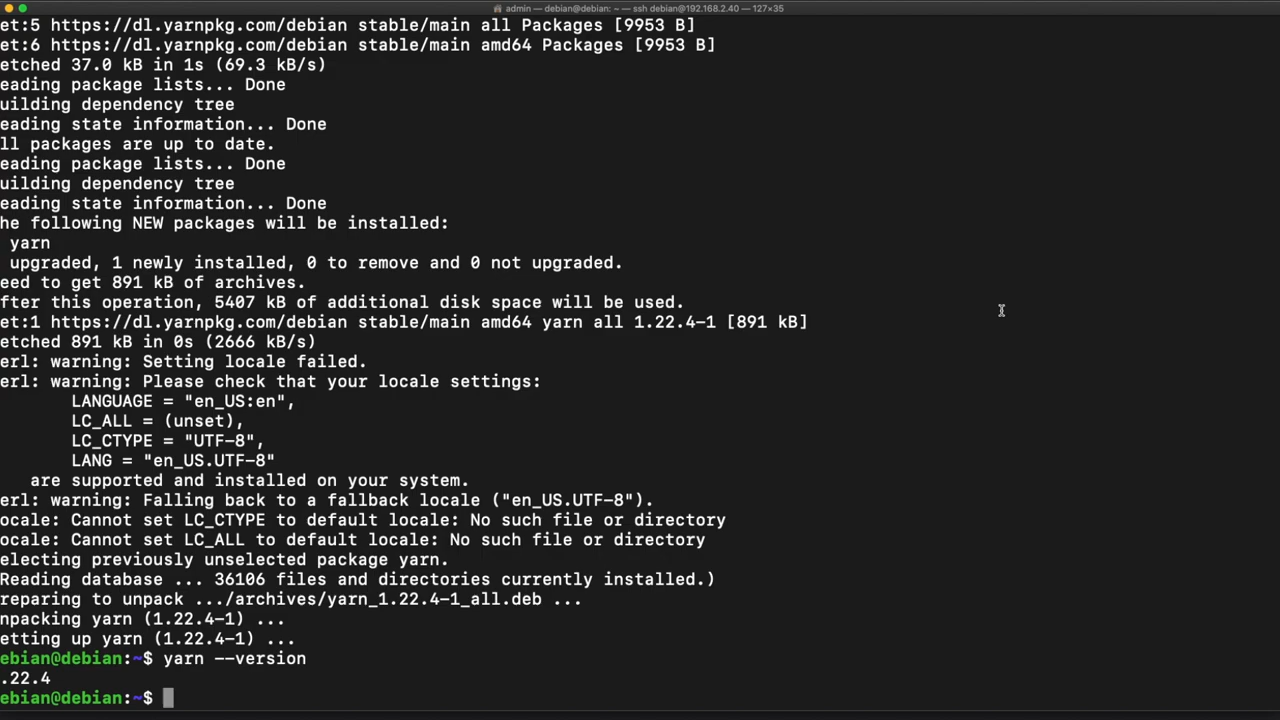 admin — debian@debian: ~ — ssh debian@192.168.2.40 — 127×35
et:5 https://dl.yarnpkg.com/debian stable/main all Packages [9953 B]
et:6 https://dl.yarnpkg.com/debian stable/main amd64 Packages [9953 B]
etched 37.0 kB in 1s (69.3 kB/s)
eading package lists... Done
uilding dependency tree
eading state information... Done
ll packages are up to date.
eading package lists... Done
uilding dependency tree
eading state information... Done
he following NEW packages will be installed:
yarn
upgraded, 1 newly installed, 0 to remove and 0 not upgraded.
eed to get 891 kB of archives.
fter this operation, 5407 kB of additional disk space will be used.
et:1 https://dl.yarnpkg.com/debian stable/main amd64 yarn all 1.22.4-1 [891 kB]
etched 891 kB in 0s (2666 kB/s)
erl: warning: Setting locale failed.
erl: warning: Please check that your locale settings:
LANGUAGE = "en_US:en",
LC_ALL = (unset),
LC_CTYPE = "UTF-8",
LANG = "en_US.UTF-8"
are supported and installed on your system.
erl: warning: Falling back to a fallback locale ("en_US.UTF-8").
ocale: Cannot set LC_CTYPE to default locale: No such file or directory
ocale: Cannot set LC_ALL to default locale: No such file or directory
electing previously unselected package yarn.
Reading database ... 36106 files and directories currently installed.)
reparing to unpack .../archives/yarn_1.22.4-1_all.deb ...
npacking yarn (1.22.4-1) ...
etting up yarn (1.22.4-1) ...
ebian@debian:~$ yarn --version
.22.4
ebian@debian:~$